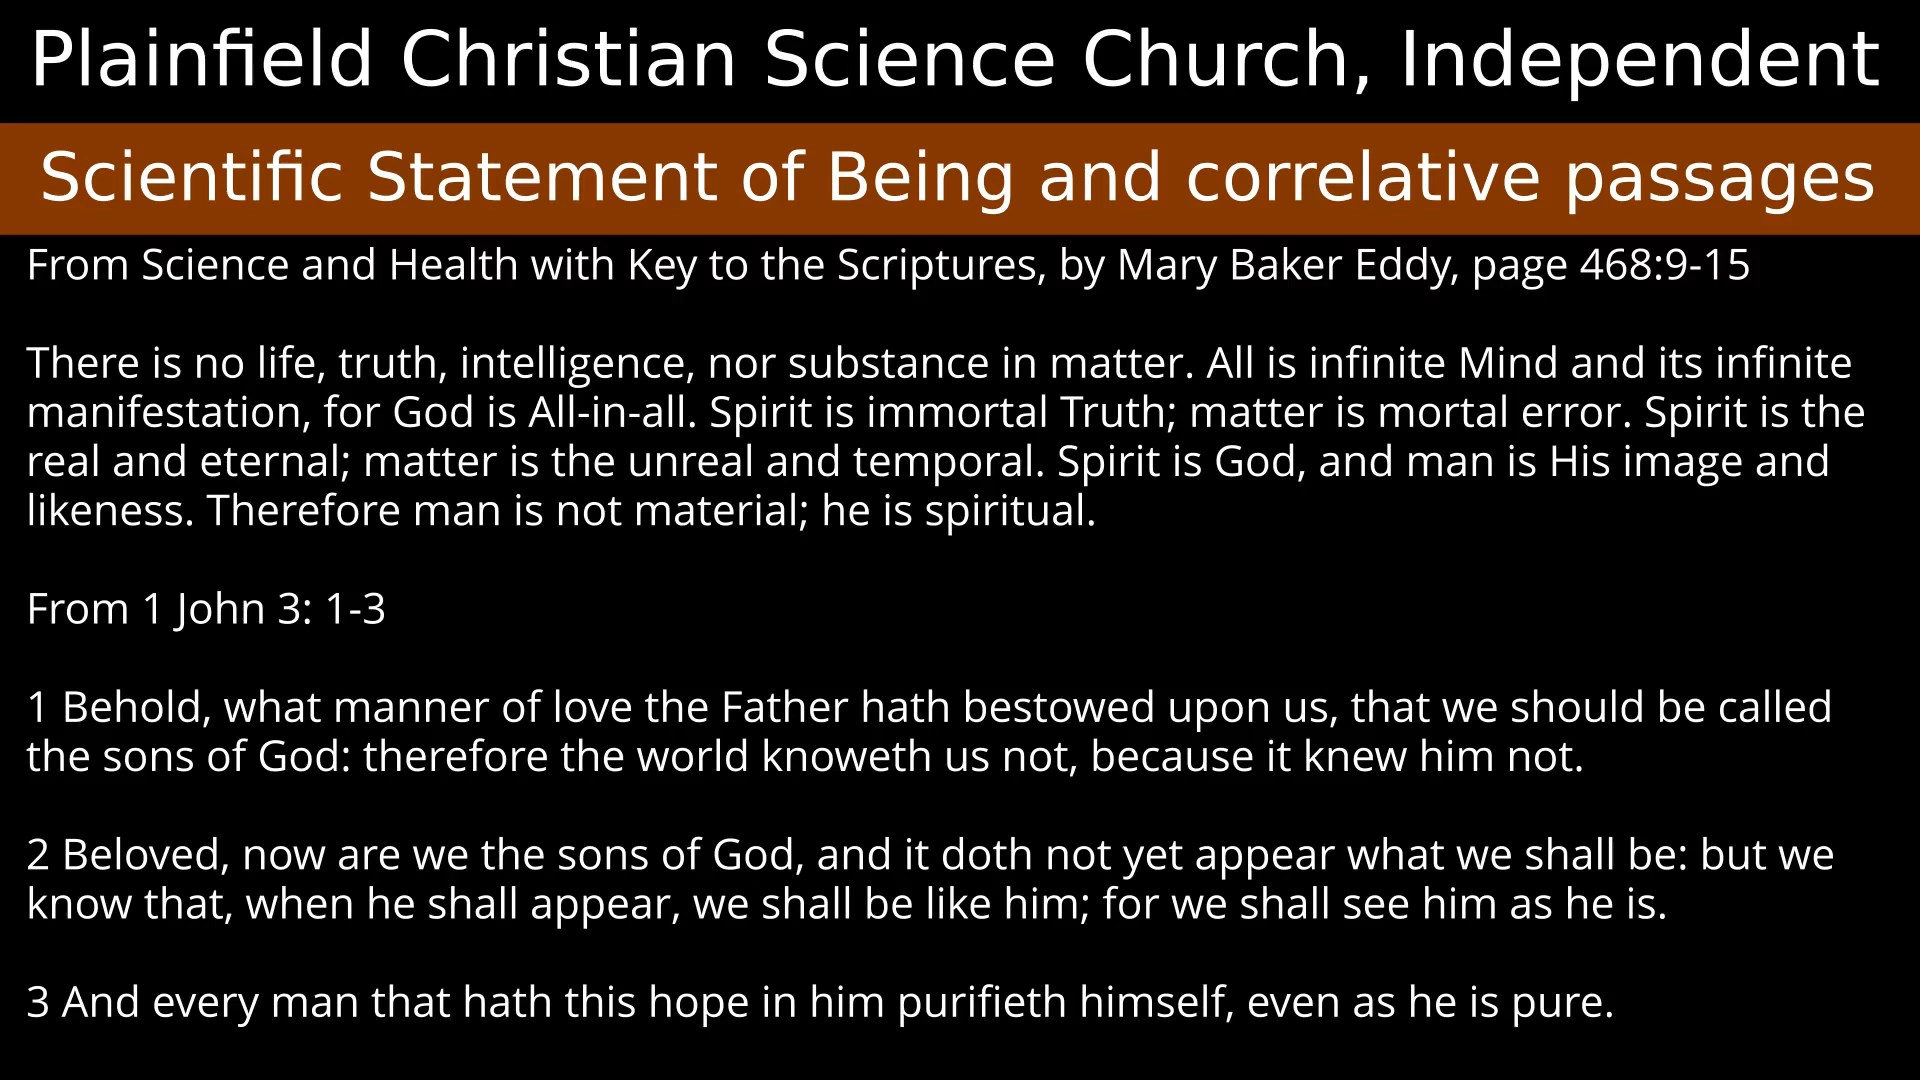 Plainfield Christian Science Church, Independent
Scientific Statement of Being and correlative passages
From Science and Health with Key to the Scriptures, by Mary Baker Eddy, page 468:9-15
There is no life, truth, intelligence, nor substance in matter. All is infinite Mind and its infinite
manifestation, for God is All-in-all. Spirit is immortal Truth; matter is mortal error. Spirit is the
real and eternal; matter is the unreal and temporal. Spirit is God, and man is His image and
likeness. Therefore man is not material; he is spiritual.
From 1 John 3: 1-3
1 Behold, what manner of love the Father hath bestowed upon us, that we should be called
the sons of God: therefore the world knoweth us not, because it knew him not.
2 Beloved, now are we the sons of God, and it doth not yet appear what we shall be: but we
know that, when he shall appear, we shall be like him; for we shall see him as he is.
3 And every man that hath this hope in him purifieth himself, even as he is pure.